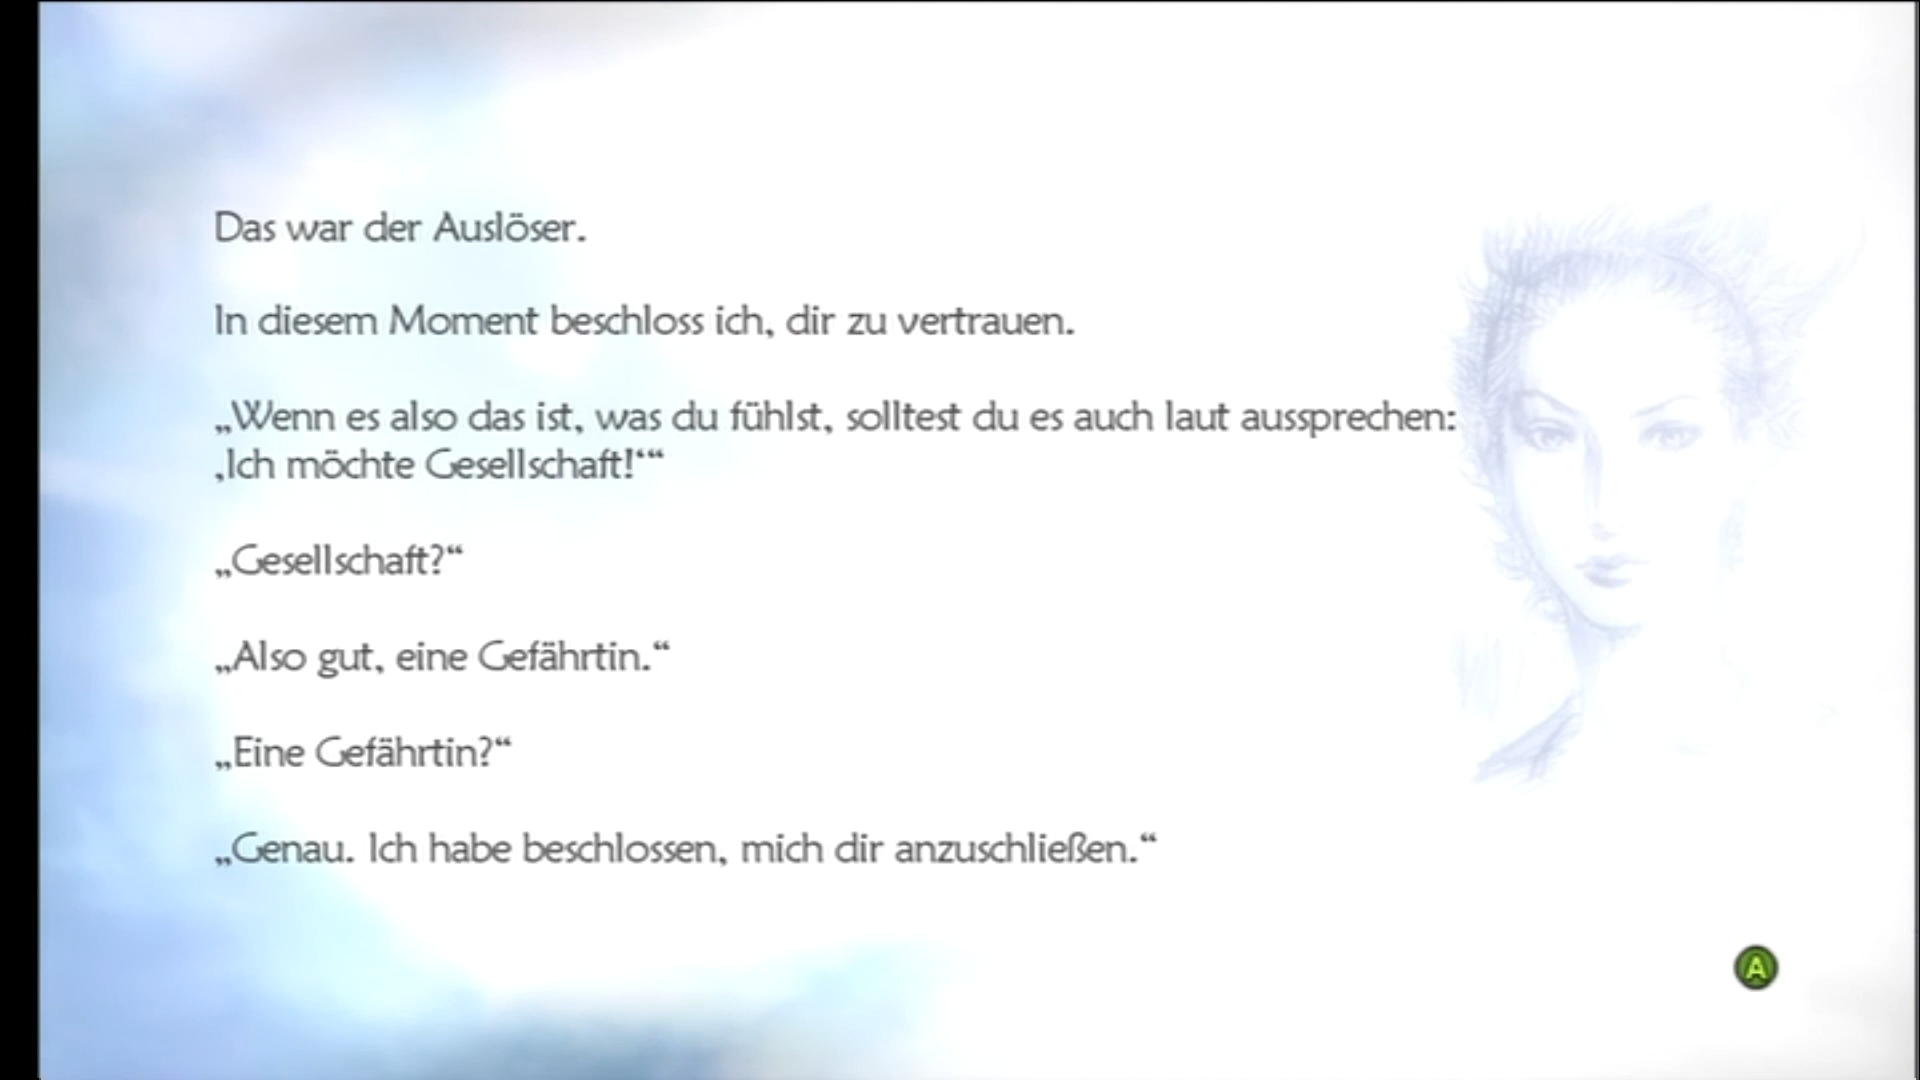 Das war der Auslöser.
In diesem Moment beschloss ich, dir zu vertrauen.
„Wenn es also das ist, was du fühlst, solltest du es auch laut aussprechen:
‚Ich möchte Gesellschaft!‘“
„Gesellschaft?“
„Also gut, eine Gefährtin.“
„Eine Gefährtin?“
„Genau. Ich habe beschlossen, mich dir anzuschließen.“
A